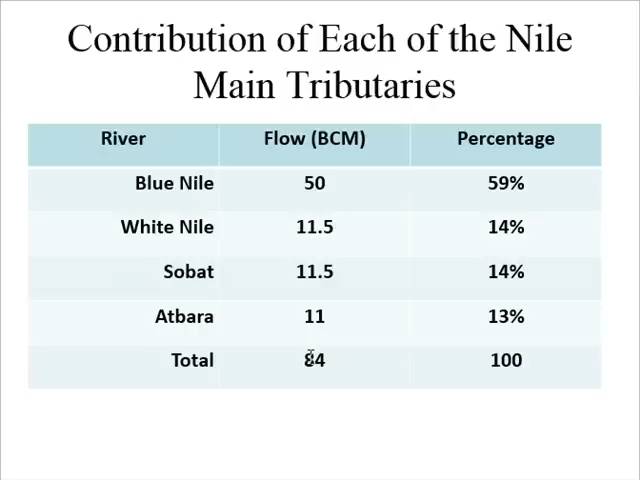 Contribution of Each of the Nile
Main Tributaries
River Flow (BCM) Percentage
Blue Nile 50 59%
White Nile 11.5 14%
Sobat 11.5 14%
Atbara 11 13%
Total 84 100